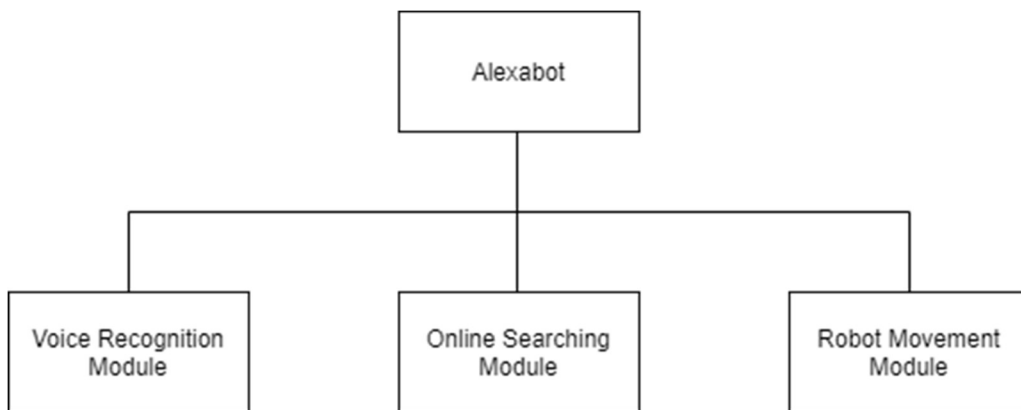 Alexabot
Voice Recognition
Module
Online Searching
Module
Robot Movement
Module